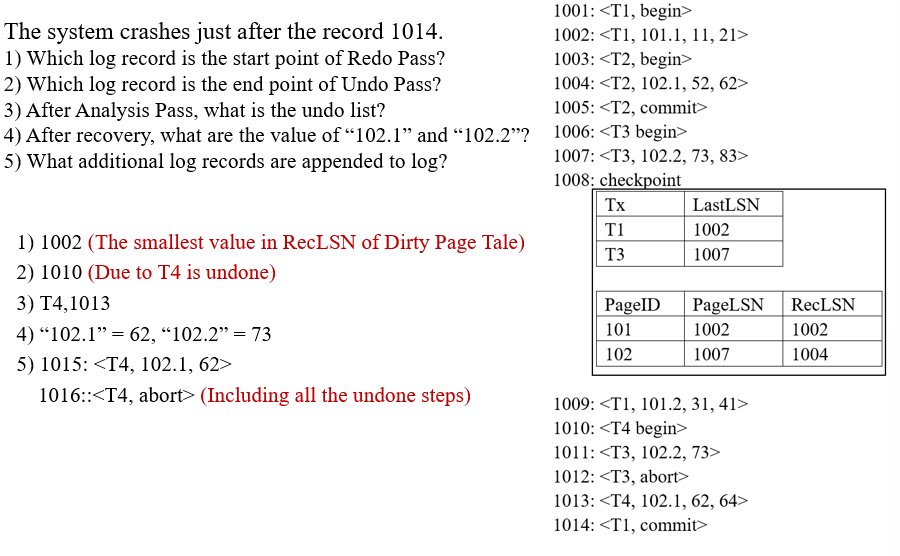 The system crashes just after the record 1014.
1) Which log record is the start point of Redo Pass?
2) Which log record is the end point of Undo Pass?
3) After Analysis Pass, what is the undo list?
4) After recovery, what are the value of “102.1” and “102.2”?
5) What additional log records are appended to log?
1) 1002 (The smallest value in RecLSN of Dirty Page Tale)
2) 1010 (Due to T4 is undone)
3) T4,1013
4) “102.1” = 62, “102.2” = 73
5) 1015: <T4, 102.1, 62>
1016::<T4, abort> (Including all the undone steps)
1001: <T1, begin>
1002: <T1, 101.1, 11, 21>
1003: <T2, begin>
1004: <T2, 102.1, 52, 62>
1005: <T2, commit>
1006: <T3 begin>
1007: <T3, 102.2, 73, 83>
1008: checkpoint
Tx LastLSN
T1 1002
T3 1007
PageID PageLSN RecLSN
101 1002 1002
102 1007 1004
1009: <T1, 101.2, 31, 41>
1010: <T4 begin>
1011: <T3, 102.2, 73>
1012: <T3, abort>
1013: <T4, 102.1, 62, 64>
1014: <T1, commit>